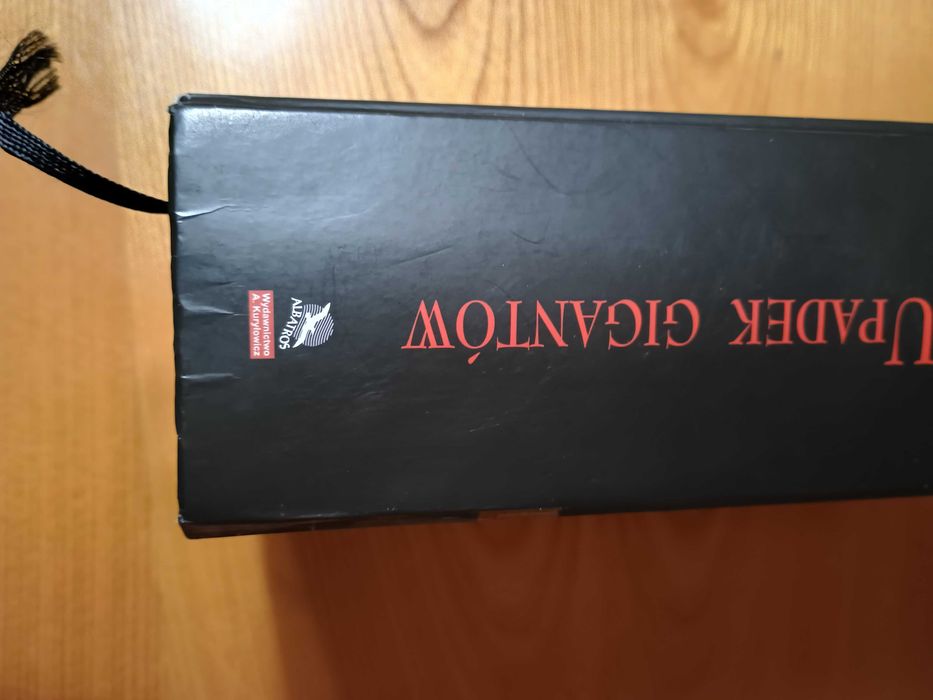 UPADEK GIGANTÓW
ALBATROS
Wydawnictwo
A. Kuryłowicz